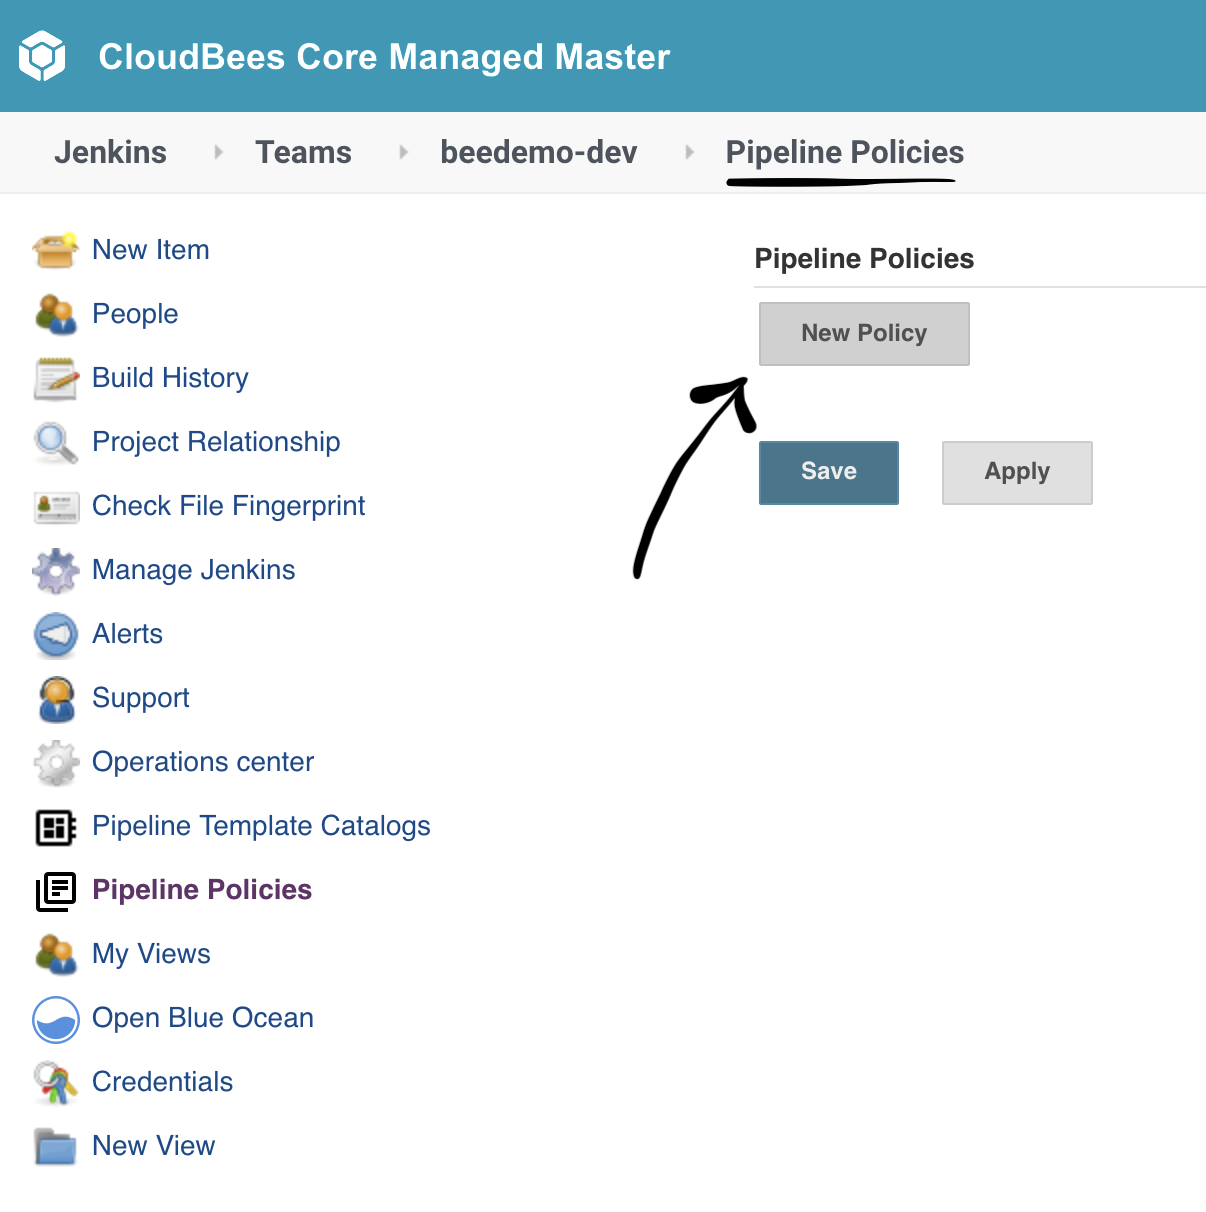 CloudBees Core Managed Master
Jenkins Teams beedemo-dev Pipeline Policies
New Item
People
Build History
Project Relationship
Check File Fingerprint
Manage Jenkins
Alerts
Support
Operations center
Pipeline Template Catalogs
Pipeline Policies
My Views
Open Blue Ocean
Credentials
New View
Pipeline Policies
New Policy
Save Apply